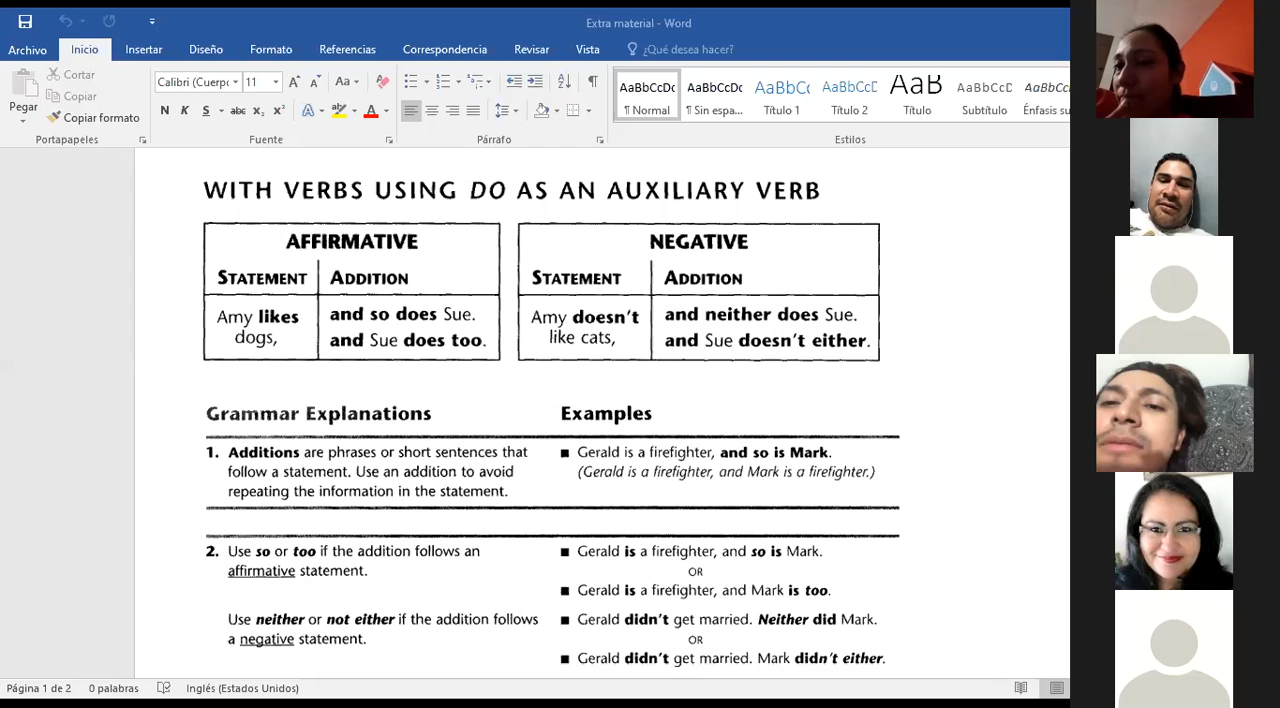 Extra material - Word
Archivo Inicio Insertar Diseño Formato Referencias Correspondencia Revisar Vista ¿Qué desea hacer?
Pegar
Cortar
Copiar
Copiar formato
Portapapeles
Calibri (Cuerpo 11
Aa
N K S abc x₂ x²
A A
Fuente
Párrafo
AaBbCcDc AaBbCcDc AaBbCc AaBbCcD AaB AaBbCcD AaBbCcD
¶ Normal ¶ Sin espa... Título 1 Título 2 Título Subtítulo Énfasis su
Estilos
WITH VERBS USING DO AS AN AUXILIARY VERB
AFFIRMATIVE
STATEMENT ADDITION
Amy likes and so does Sue.
dogs, and Sue does too.
NEGATIVE
STATEMENT ADDITION
Amy doesn't and neither does Sue.
like cats, and Sue doesn't either.
Grammar Explanations Examples
1. Additions are phrases or short sentences that
follow a statement. Use an addition to avoid
repeating the information in the statement.
■ Gerald is a firefighter, and so is Mark.
(Gerald is a firefighter, and Mark is a firefighter.)
2. Use so or too if the addition follows an
affirmative statement.
■ Gerald is a firefighter, and so is Mark.
OR
■ Gerald is a firefighter, and Mark is too.
Use neither or not either if the addition follows
a negative statement.
■ Gerald didn't get married. Neither did Mark.
OR
■ Gerald didn't get married. Mark didn't either.
Página 1 de 2 0 palabras Inglés (Estados Unidos)